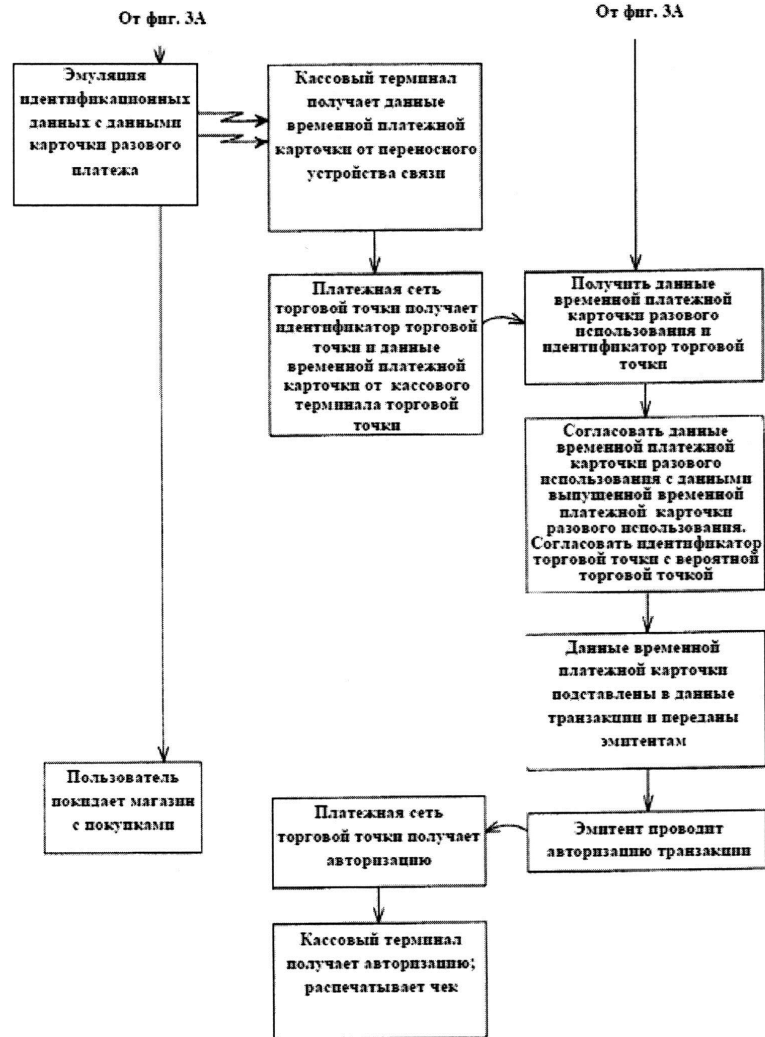 От фиг. 3А
От фиг. 3А
Эмуляция
идентификационных
данных с данными
карточки разового
платежа
Кассовый терминал
получает данные
временной платежной
карточки от переносного
устройства связи
Платежная сеть
торговой точки получает
идентификатор торговой
точки и данные
временной платежной
карточки от кассового
терминала торговой
точки
Получить данные
временной платежной
карточки разового
использования и
идентификатор торговой
точки
Согласовать данные
временной платежной
карточки разового
использования с данными
выпущенной временной
платежной карточки
разового использования.
Согласовать идентификатор
торговой точки с вероятной
торговой точкой
Данные временной
платежной карточки
подставлены в данные
транзакции и переданы
эмитентам
Пользователь
покидает магазин
с покупками
Платежная сеть
торговой точки получает
авторизацию
Эмитент проводит
авторизацию транзакции
Кассовый терминал
получает авторизацию;
распечатывает чек